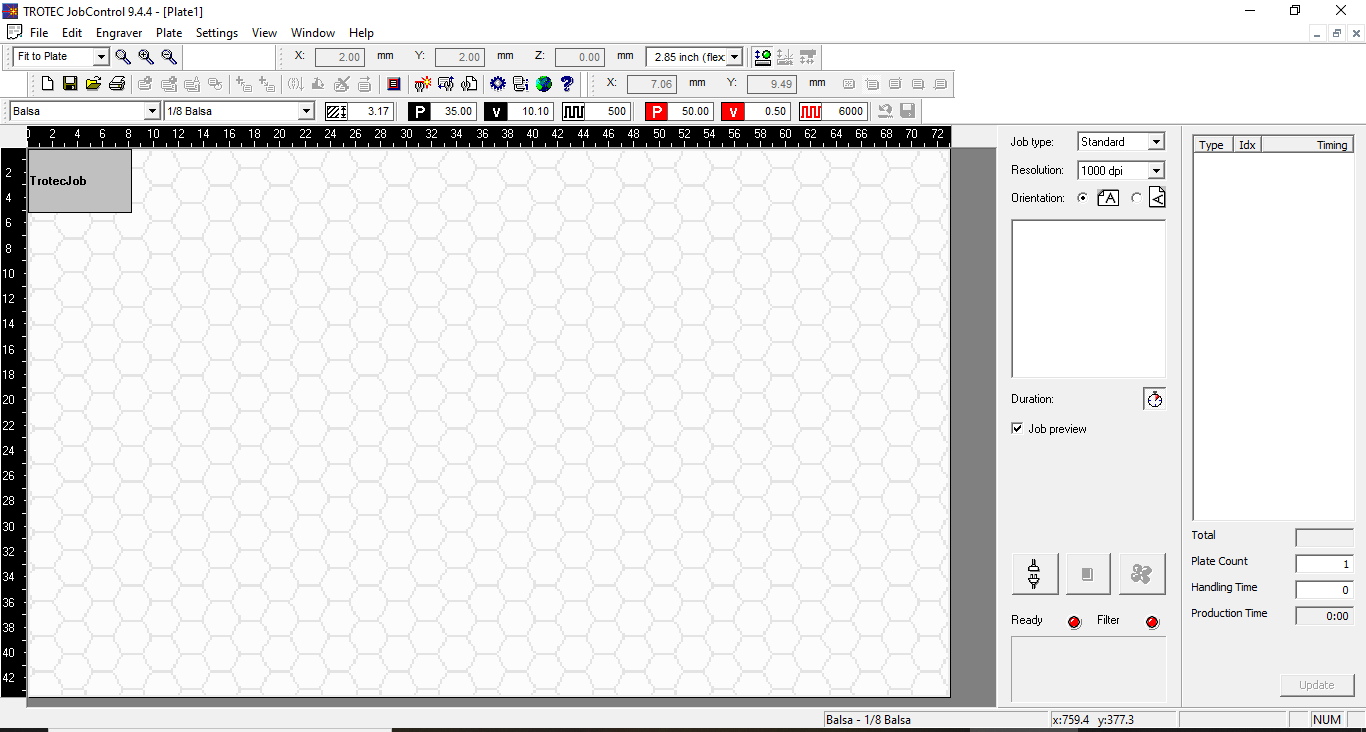 TROTEC JobControl 9.4.4 - [Plate1]
File Edit Engraver Plate Settings View Window Help
Fit to Plate X: 2.00 mm Y: 2.00 mm Z: 0.00 mm 2.85 inch (flex
X: 7.06 mm Y: 9.49 mm
Balsa 1/8 Balsa 3.17 P 35.00 v 10.10 500 P 50.00 v 0.50 6000
0 2 4 6 8 10 12 14 16 18 20 22 24 26 28 30 32 34 36 38 40 42 44 46 48 50 52 54 56 58 60 62 64 66 68 70 72
2
4
6
8
10
12
14
16
18
20
22
24
26
28
30
32
34
36
38
40
42
TrotecJob
Job type: Standard
Resolution: 1000 dpi
Orientation: A A
Duration:
Job preview
Ready Filter
Type Idx Timing
Total
Plate Count 1
Handling Time 0
Production Time 0:00
Update
Balsa - 1/8 Balsa x:759.4 y:377.3 NUM